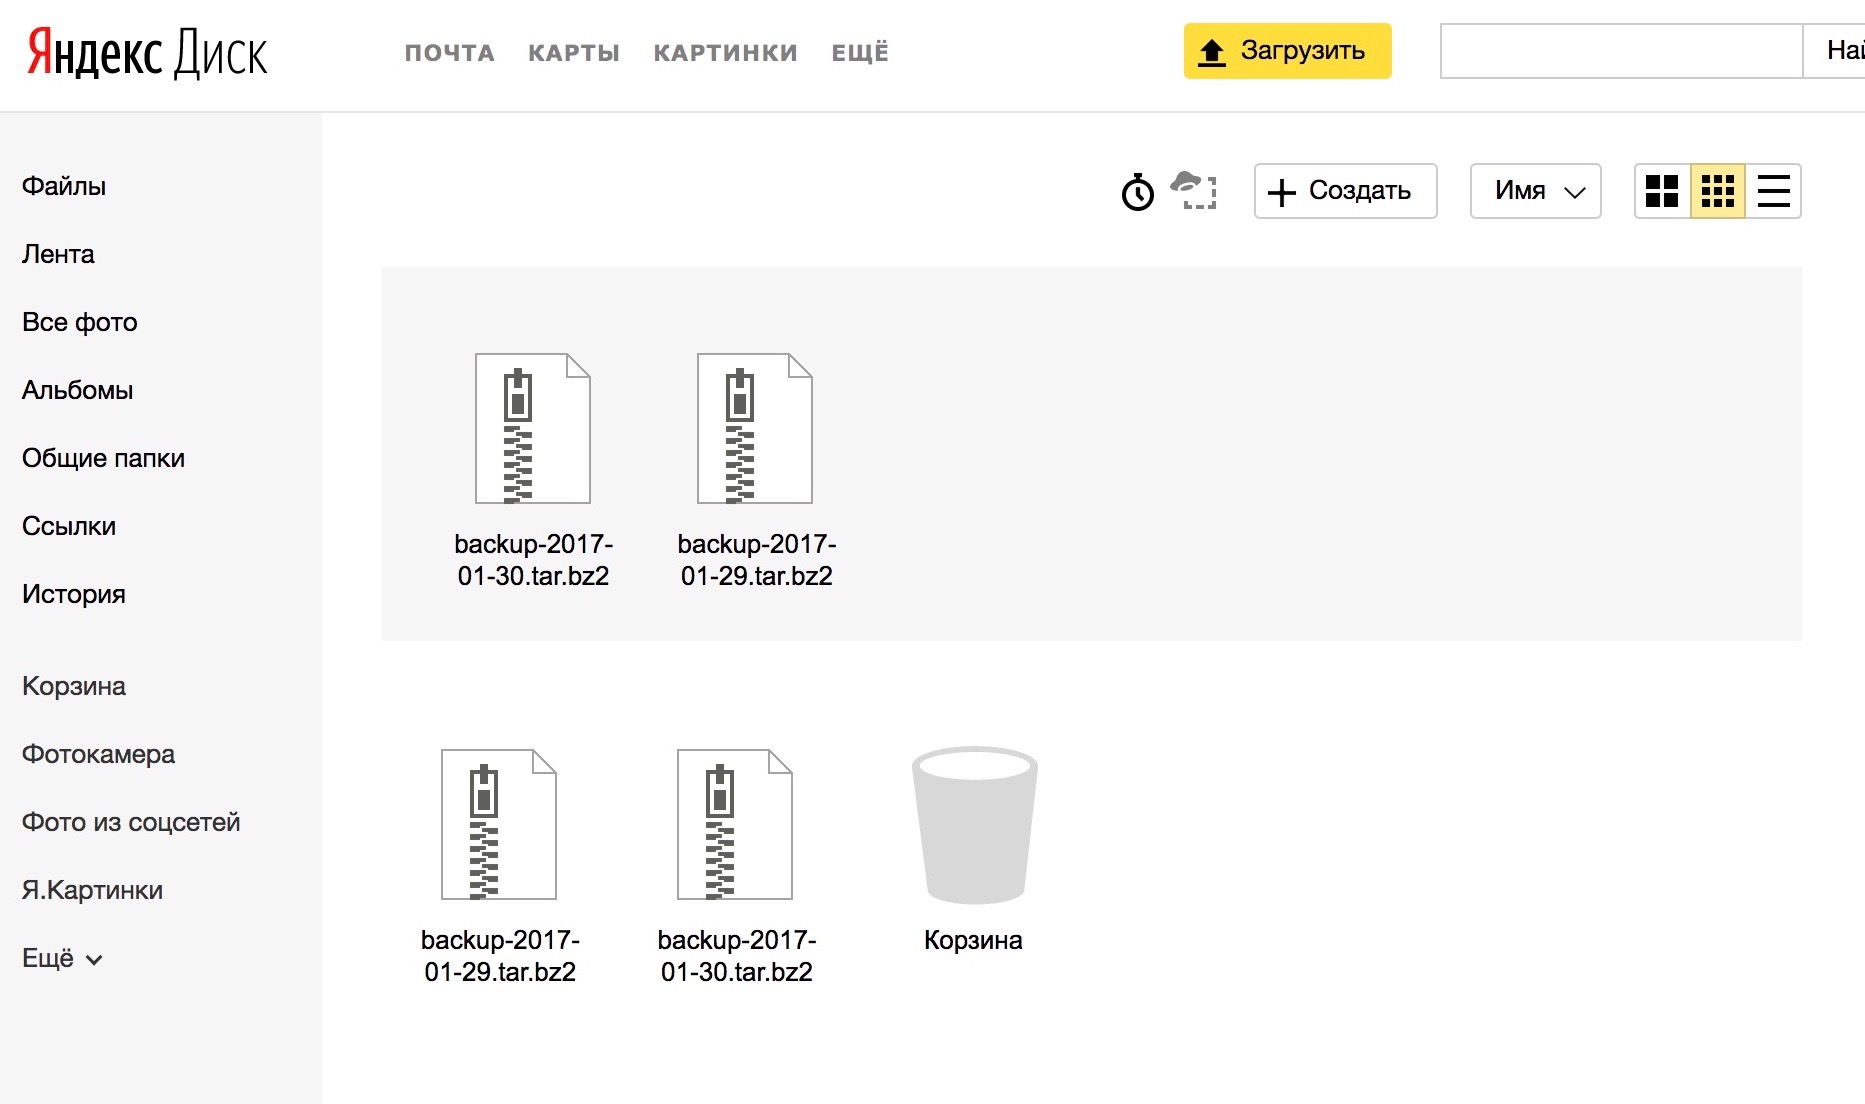 Яндекс Диск
ПОЧТА КАРТЫ КАРТИНКИ ЕЩЁ
Загрузить
Най
Файлы
Лента
Все фото
Альбомы
Общие папки
Ссылки
История
Корзина
Фотокамера
Фото из соцсетей
Я.Картинки
Ещё
Создать
Имя
backup-2017-
01-30.tar.bz2
backup-2017-
01-29.tar.bz2
backup-2017-
01-29.tar.bz2
backup-2017-
01-30.tar.bz2
Корзина